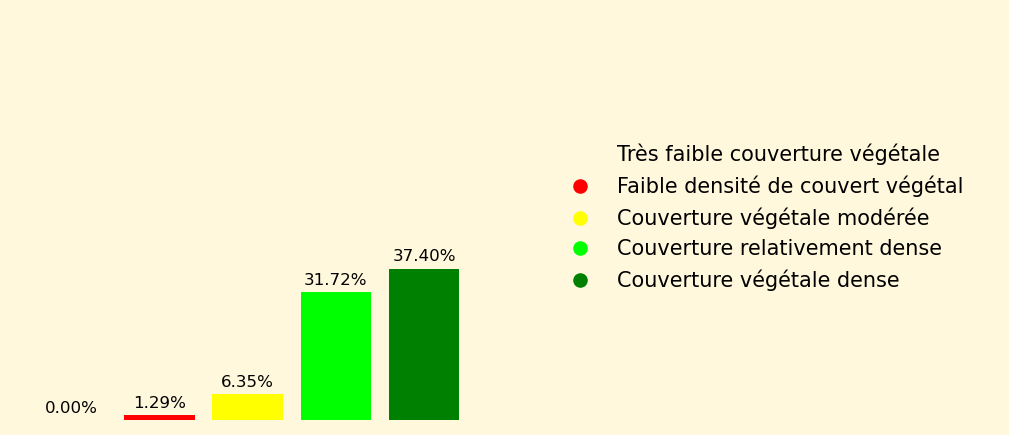 37.40%
31.72%
6.35%
1.29%
0.00%
Très faible couverture végétale
Faible densité de couvert végétal
Couverture végétale modérée
Couverture relativement dense
Couverture végétale dense